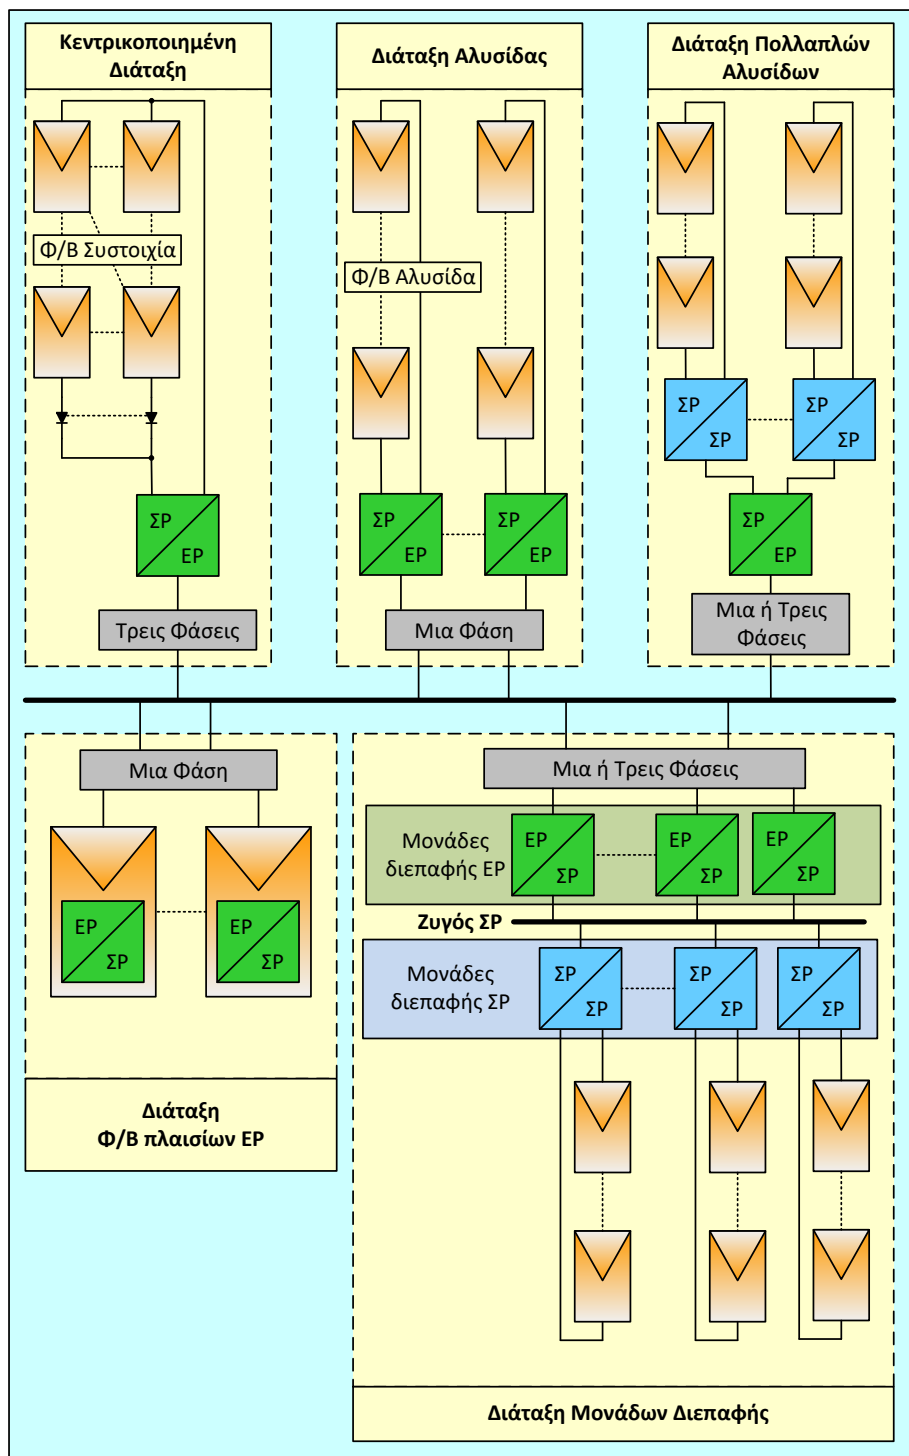 Κεντρικοποιημένη
Διάταξη
Φ/Β Συστοιχία
ΣΡ
ΕΡ
Τρεις Φάσεις
Διάταξη Αλυσίδας
Φ/Β Αλυσίδα
ΣΡ
ΕΡ
ΣΡ
ΕΡ
Μια Φάση
Διάταξη Πολλαπλών
Αλυσίδων
ΣΡ
ΣΡ
ΣΡ
ΣΡ
ΣΡ
ΕΡ
Μια ή Τρεις
Φάσεις
Μια Φάση
ΕΡ
ΣΡ
ΕΡ
ΣΡ
Διάταξη
Φ/Β πλαισίων ΕΡ
Μια ή Τρεις Φάσεις
Μονάδες
διεπαφής ΕΡ
ΕΡ
ΣΡ
ΕΡ
ΣΡ
ΕΡ
ΣΡ
Ζυγός ΣΡ
Μονάδες
διεπαφής ΣΡ
ΣΡ
ΣΡ
ΣΡ
ΣΡ
ΣΡ
ΣΡ
Διάταξη Μονάδων Διεπαφής